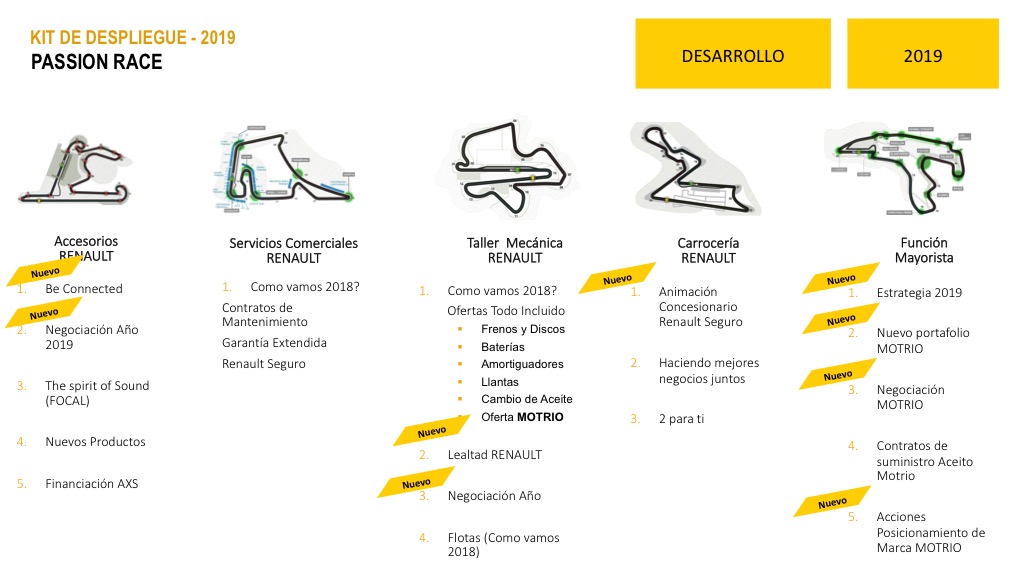 KIT DE DESPLIEGUE - 2019
PASSION RACE
DESARROLLO
2019
Accesorios
RENAULT
Nuevo
1. Be Connected
Nuevo
2. Negociación Año
2019
3. The spirit of Sound
(FOCAL)
4. Nuevos Productos
5. Financiación AXS
Servicios Comerciales
RENAULT
1. Como vamos 2018?
Contratos de
Mantenimiento
Garantía Extendida
Renault Seguro
Taller Mecánica
RENAULT
1. Como vamos 2018?
Ofertas Todo Incluido
Frenos y Discos
Baterías
Amortiguadores
Llantas
Cambio de Aceite
Oferta MOTRIO
Nuevo
2. Lealtad RENAULT
Nuevo
3. Negociación Año
4. Flotas (Como vamos
2018)
Carrocería
RENAULT
Nuevo
1. Animación
Concesionario
Renault Seguro
2. Haciendo mejores
negocios juntos
3. 2 para ti
Función
Mayorista
Nuevo
1. Estrategia 2019
Nuevo
2. Nuevo portafolio
MOTRIO
Nuevo
3. Negociación
MOTRIO
4. Contratos de
suministro Aceito
Motrio
Nuevo
5. Acciones
Posicionamiento de
Marca MOTRIO